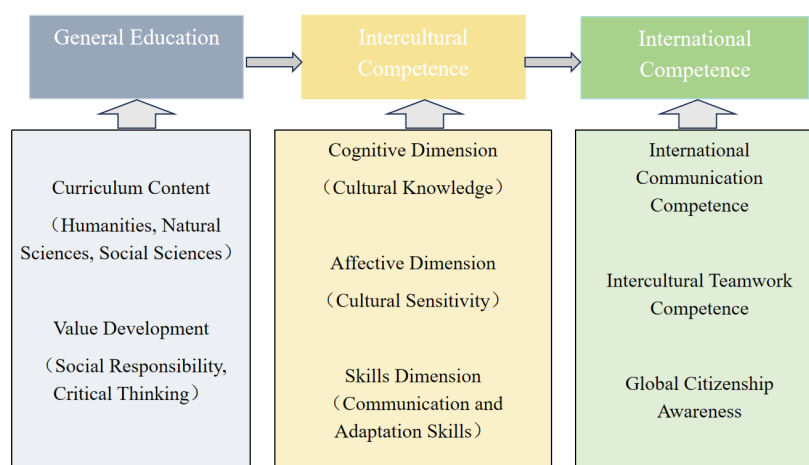 General Education
Intercultural
Competence
International
Competence
Curriculum Content
（Humanities, Natural
Sciences, Social Sciences）
Value Development
（Social Responsibility,
Critical Thinking）
Cognitive Dimension
（Cultural Knowledge）
Affective Dimension
（Cultural Sensitivity）
Skills Dimension
（Communication and
Adaptation Skills）
International
Communication
Competence
Intercultural Teamwork
Competence
Global Citizenship
Awareness